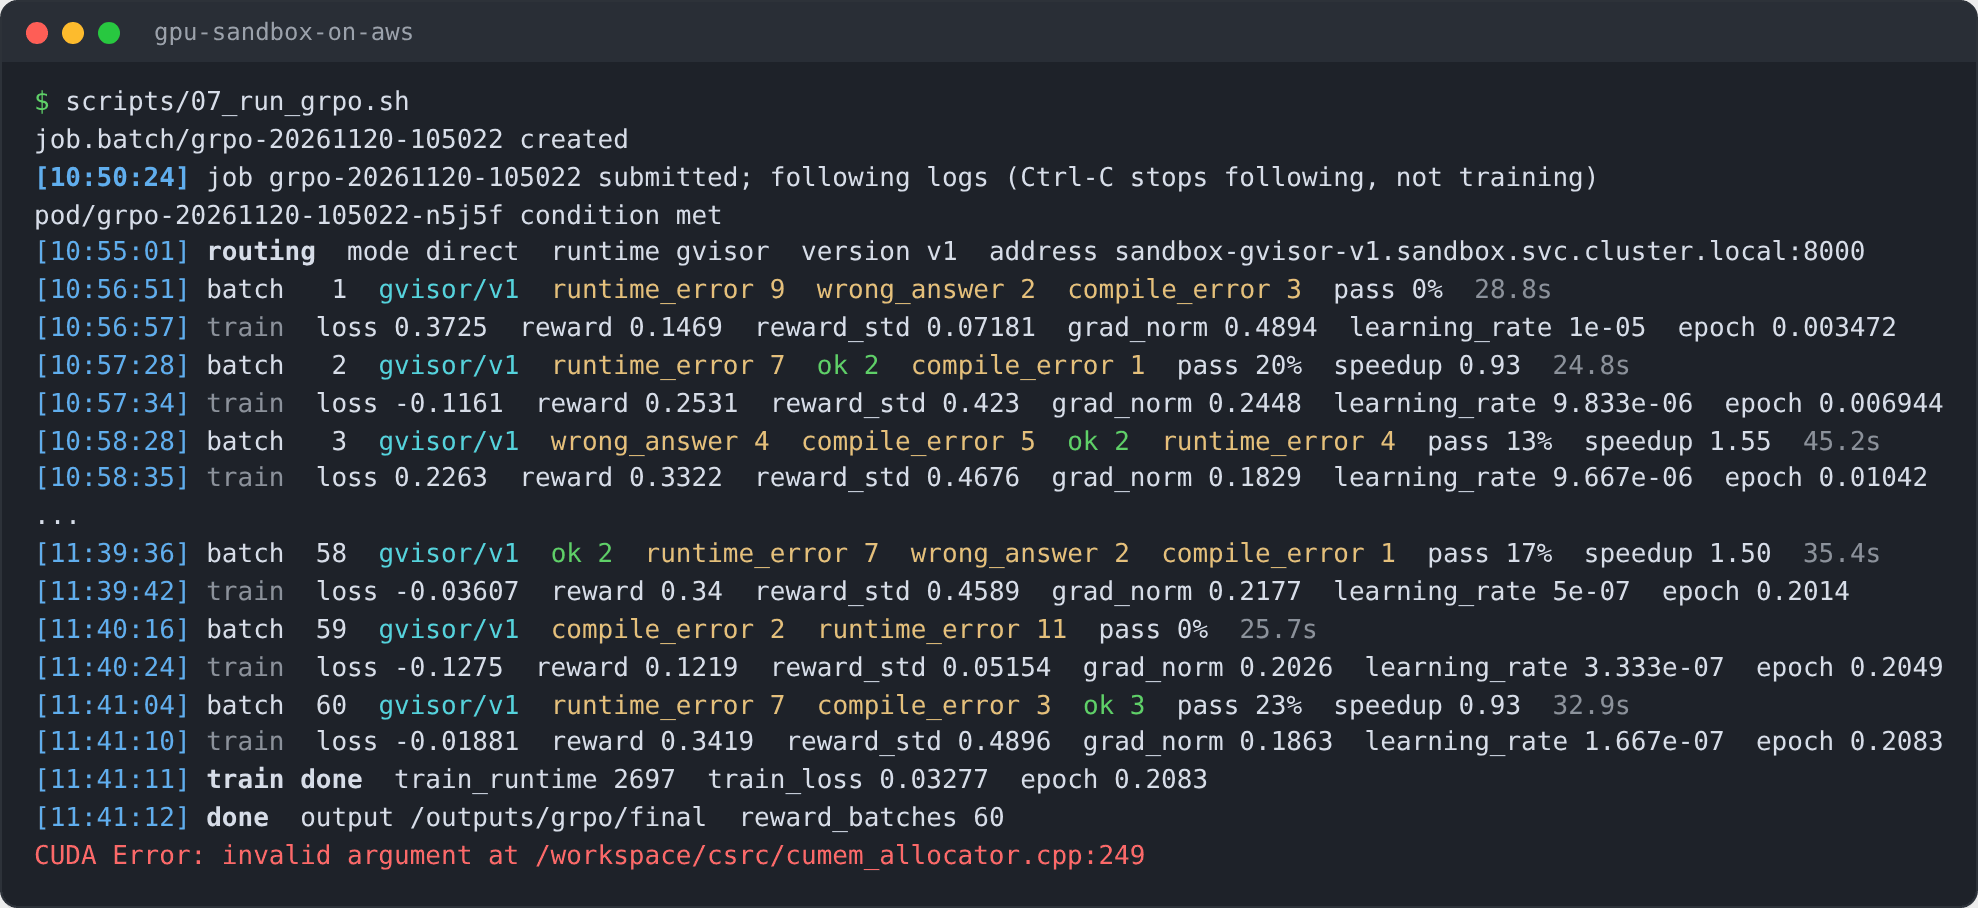 gpu-sandbox-on-aws
$ scripts/07_run_grpo.sh
job.batch/grpo-20261120-105022 created
[10:50:24] job grpo-20261120-105022 submitted; following logs (Ctrl-C stops following, not training)
pod/grpo-20261120-105022-n5j5f condition met
[10:55:01] routing  mode direct  runtime gvisor  version v1  address sandbox-gvisor-v1.sandbox.svc.cluster.local:8000
[10:56:51] batch   1  gvisor/v1  runtime_error 9  wrong_answer 2  compile_error 3  pass 0%  28.8s
[10:56:57] train  loss 0.3725  reward 0.1469  reward_std 0.07181  grad_norm 0.4894  learning_rate 1e-05  epoch 0.003472
[10:57:28] batch   2  gvisor/v1  runtime_error 7  ok 2  compile_error 1  pass 20%  speedup 0.93  24.8s
[10:57:34] train  loss -0.1161  reward 0.2531  reward_std 0.423  grad_norm 0.2448  learning_rate 9.833e-06  epoch 0.006944
[10:58:28] batch   3  gvisor/v1  wrong_answer 4  compile_error 5  ok 2  runtime_error 4  pass 13%  speedup 1.55  45.2s
[10:58:35] train  loss 0.2263  reward 0.3322  reward_std 0.4676  grad_norm 0.1829  learning_rate 9.667e-06  epoch 0.01042
...
[11:39:36] batch  58  gvisor/v1  ok 2  runtime_error 7  wrong_answer 2  compile_error 1  pass 17%  speedup 1.50  35.4s
[11:39:42] train  loss -0.03607  reward 0.34  reward_std 0.4589  grad_norm 0.2177  learning_rate 5e-07  epoch 0.2014
[11:40:16] batch  59  gvisor/v1  compile_error 2  runtime_error 11  pass 0%  25.7s
[11:40:24] train  loss -0.1275  reward 0.1219  reward_std 0.05154  grad_norm 0.2026  learning_rate 3.333e-07  epoch 0.2049
[11:41:04] batch  60  gvisor/v1  runtime_error 7  compile_error 3  ok 3  pass 23%  speedup 0.93  32.9s
[11:41:10] train  loss -0.01881  reward 0.3419  reward_std 0.4896  grad_norm 0.1863  learning_rate 1.667e-07  epoch 0.2083
[11:41:11] train done  train_runtime 2697  train_loss 0.03277  epoch 0.2083
[11:41:12] done  output /outputs/grpo/final  reward_batches 60
CUDA Error: invalid argument at /workspace/csrc/cumem_allocator.cpp:249